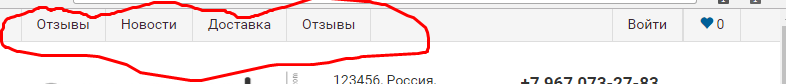 Отзывы Новости Доставка Отзывы Войти 0
123456, Россия, +7 967 073-27-83